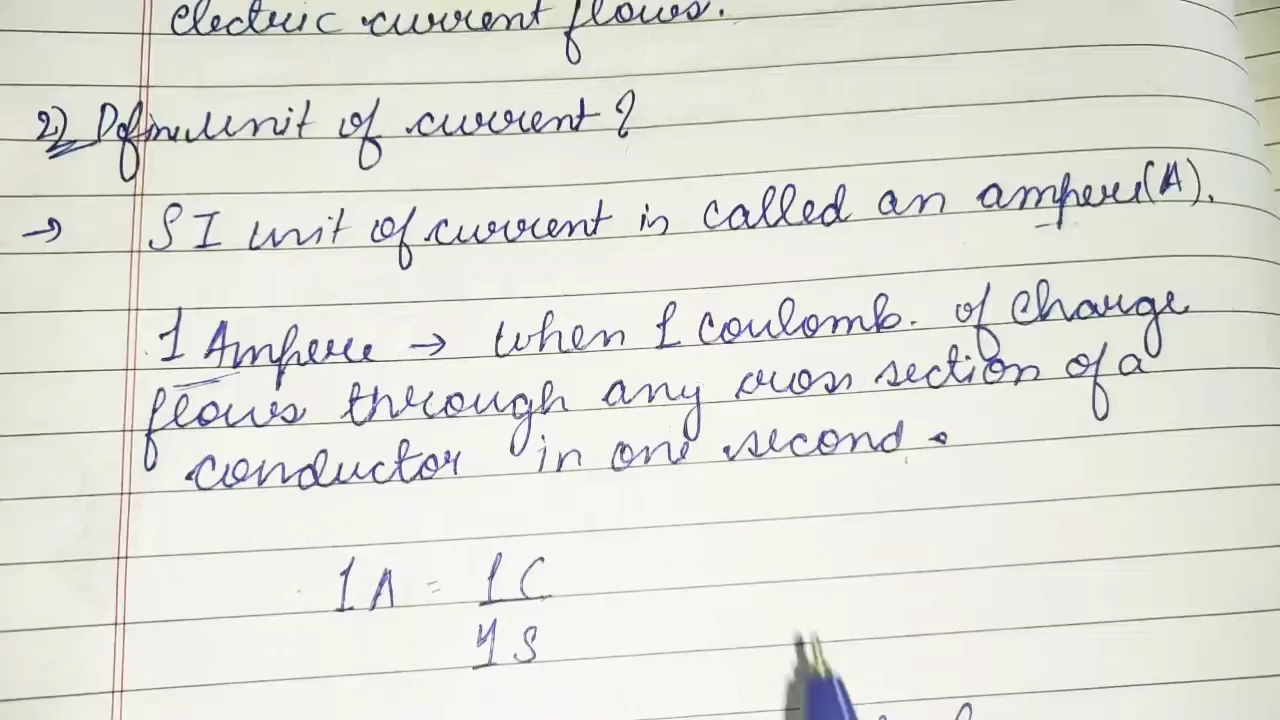 electric current flows.
2) Define unit of current?
→ SI unit of current is called an ampere(A).
1 Ampere → When 1 coulomb. of charge
flows through any cross section of a
conductor in one second.
1A = 1C
1S